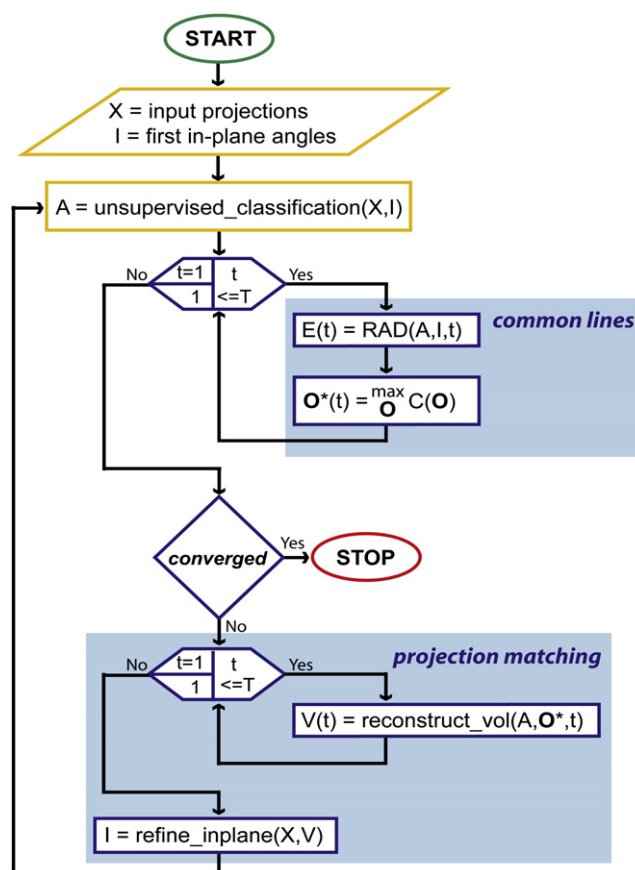 START
X = input projections
I = first in-plane angles
A = unsupervised_classification(X,I)
No
t=1
t
Yes
1
<=T
common lines
E(t) = RAD(A,I,t)
O*(t) = max O C(O)
converged
Yes
STOP
No
projection matching
No
t=1
t
Yes
1
<=T
V(t) = reconstruct_vol(A,O*,t)
I = refine_inplane(X,V)